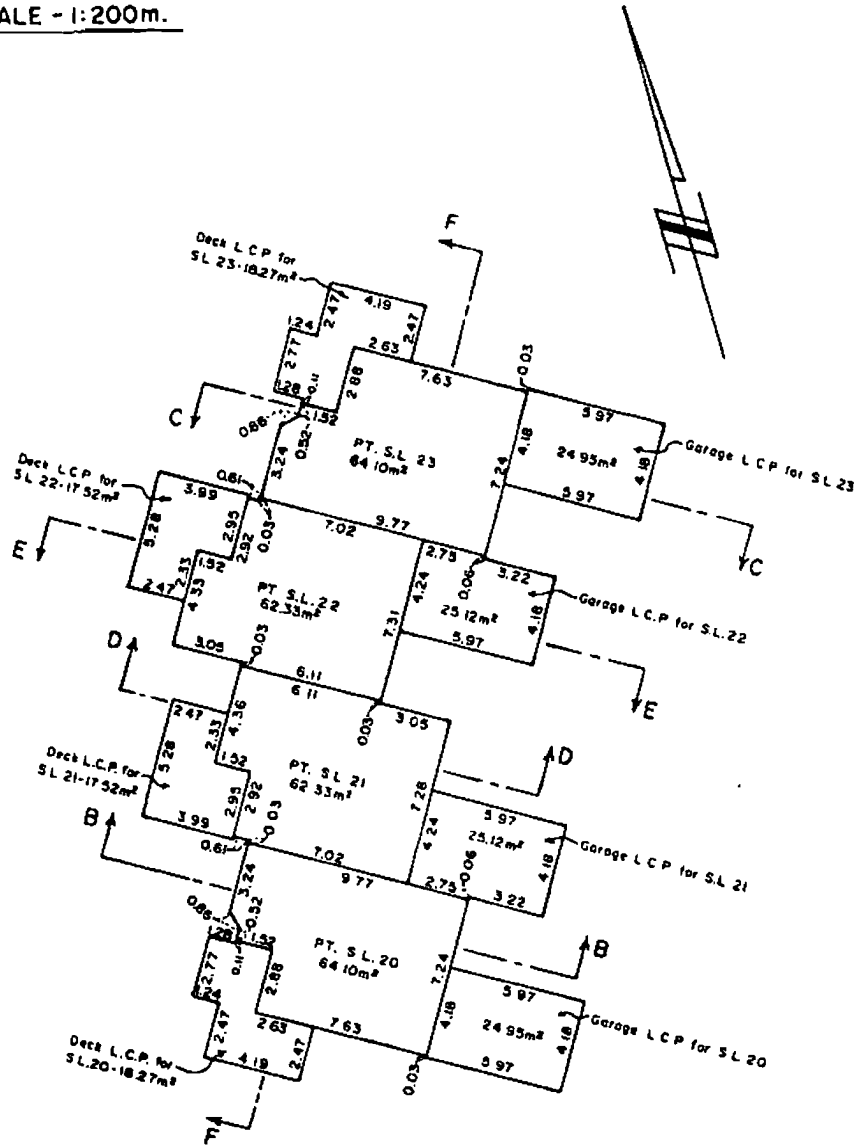 ALE - 1:200m.
F
Deck L.C.P for
S.L 23-18.27m²
4.19
2.47
2.47
1.24
2.77
2.63
7.63
0.03
1.28
0.11
2.88
1.52
0.86
0.52
C
3.24
PT. S.L. 23
64.10m²
4.18
7.24
5.97
24.95m²
4.18
5.97
Garage L.C.P for S.L. 23
C
Deck L.C.P. for
S.L 22-17.52m²
3.99
0.61
0.03
5.28
2.95
2.92
1.52
2.33
4.33
2.47
E
7.02
9.77
2.75
0.06
3.22
PT. S.L. 22
62.33m²
4.24
7.31
25.12m²
4.18
5.97
Garage L.C.P for S.L. 22
E
3.05
0.03
D
6.11
6.11
0.03
3.05
2.47
4.36
2.33
5.28
1.52
PT. S.L 21
62.33m²
Deck L.C.P. for
S.L 21-17.52m²
2.95
2.92
3.99
0.03
0.61
7.28
4.24
D
5.97
25.12m²
4.18
Garage L.C.P for S.L 21
B
7.02
9.77
2.75
0.06
3.22
3.24
0.86
0.52
1.28
1.52
0.11
PT. S.L. 20
64.10m²
2.77
2.88
2.47
2.63
7.63
7.24
4.18
B
5.97
24.95m²
4.18
Garage L.C.P for S.L. 20
5.97
0.03
Deck L.C.P. for
S.L. 20-18.27m²
4.19
2.47
F